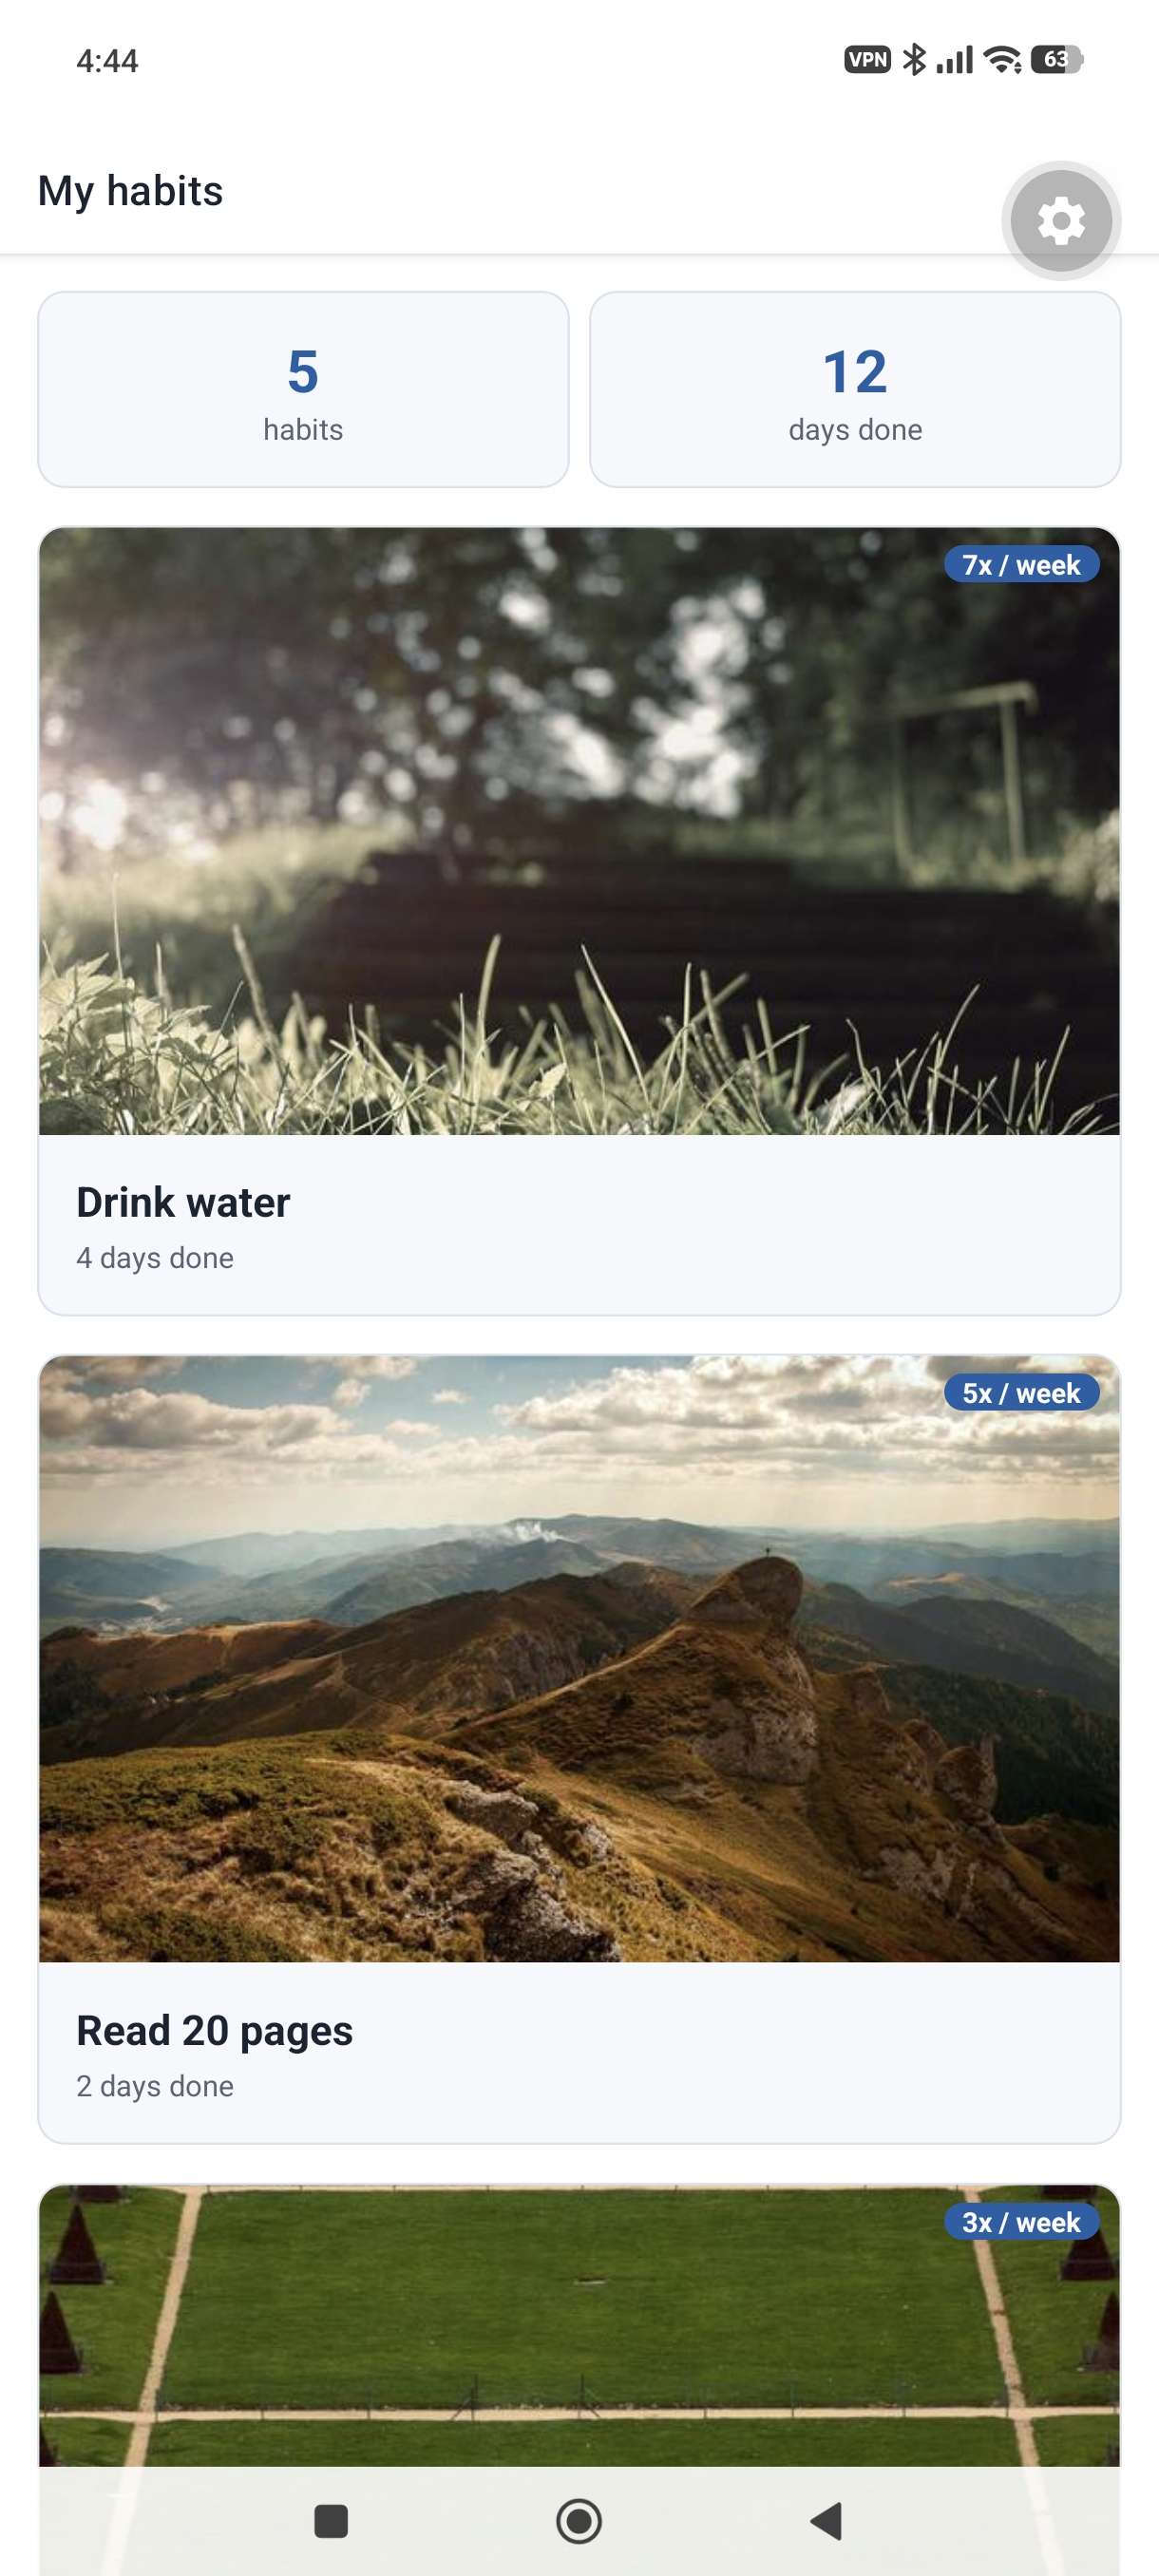 4:44
VPN
63
My habits
5
habits
12
days done
7x / week
Drink water
4 days done
5x / week
Read 20 pages
2 days done
3x / week